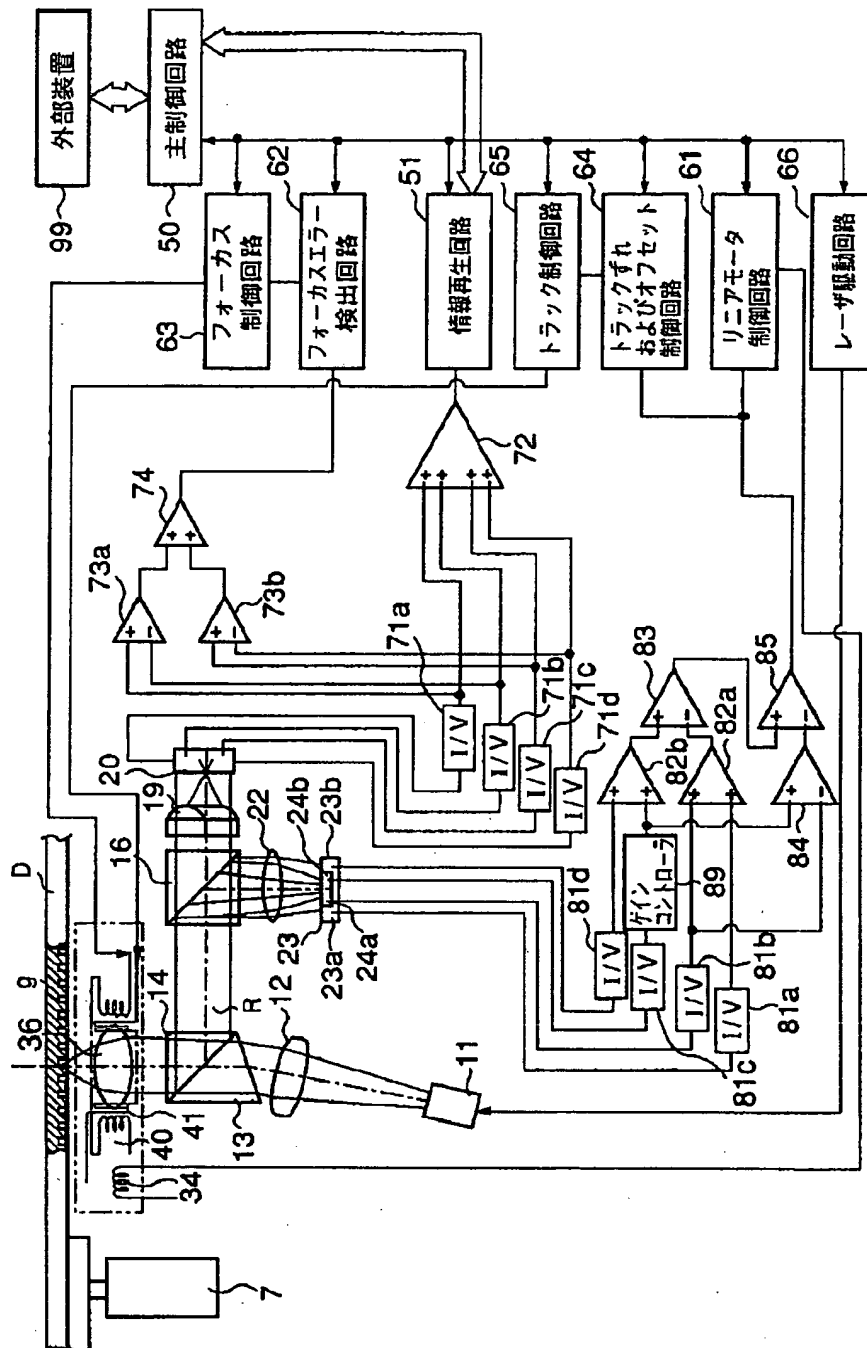 外部装置
99
主制御回路
50
フォーカス
制御回路
63
フォーカスエラー
検出回路
62
情報再生回路
51
トラック制御回路
65
トラックずれ
およびオフセット
制御回路
64
リニアモータ
制御回路
61
レーザ駆動回路
66
74
+
+
73a
+
-
73b
+
-
72
+
+
+
+
71a
I/V
71b
I/V
71c
I/V
71d
I/V
83
+
-
85
+
-
82b
+
+
82a
+
+
84
+
-
ゲイン
コントローラ
89
81d
I/V
81c
I/V
81b
I/V
81a
I/V
20
19
16
22
24b
23b
23
23a
24a
D
9
36
14
R
12
13
11
41
40
34
7